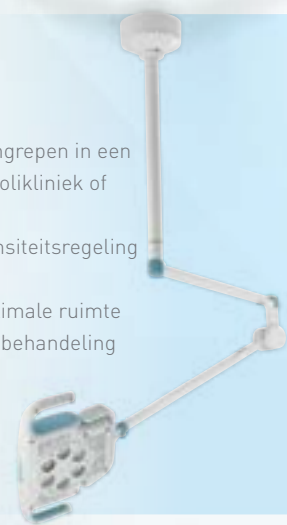 ngrepen in een
olikliniek of
nsiteitsregeling
imale ruimte
behandeling